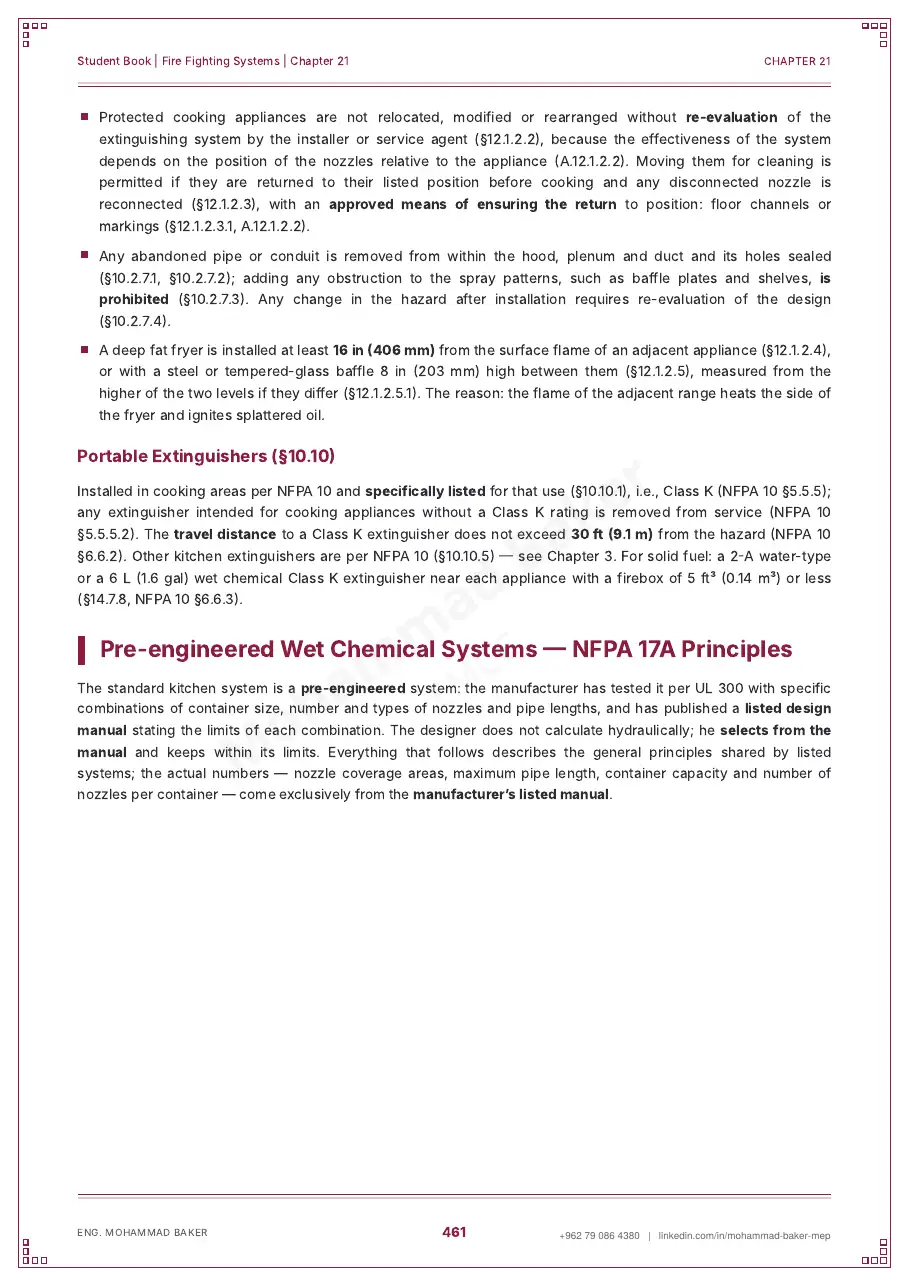 Student Book | Fire Fighting Systems | Chapter 21
CHAPTER 21
Protected cooking appliances are not relocated, modified or rearranged without re-evaluation of the
extinguishing system by the installer or service agent (§12.1.2.2), because the effectiveness of the system
depends on the position of the nozzles relative to the appliance (A.12.1.2.2). Moving them for cleaning is
permitted if they are returned to their listed position before cooking and any disconnected nozzle is
reconnected (§12.1.2.3), with an approved means of ensuring the return to position: floor channels or
markings (§12.1.2.3.1, A.12.1.2.2).
Any abandoned pipe or conduit is removed from within the hood, plenum and duct and its holes sealed
(§10.2.7.1, §10.2.7.2); adding any obstruction to the spray patterns, such as baffle plates and shelves, is
prohibited (§10.2.7.3). Any change in the hazard after installation requires re-evaluation of the design
(§10.2.7.4).
A deep fat fryer is installed at least 16 in (406 mm) from the surface flame of an adjacent appliance (§12.1.2.4),
or with a steel or tempered-glass baffle 8 in (203 mm) high between them (§12.1.2.5), measured from the
higher of the two levels if they differ (§12.1.2.5.1). The reason: the flame of the adjacent range heats the side of
the fryer and ignites splattered oil.
Portable Extinguishers (§10.10)
Installed in cooking areas per NFPA 10 and specifically listed for that use (§10.10.1), i.e., Class K (NFPA 10 §5.5.5);
any extinguisher intended for cooking appliances without a Class K rating is removed from service (NFPA 10
§5.5.5.2). The travel distance to a Class K extinguisher does not exceed 30 ft (9.1 m) from the hazard (NFPA 10
§6.6.2). Other kitchen extinguishers are per NFPA 10 (§10.10.5) — see Chapter 3. For solid fuel: a 2-A water-type
or a 6 L (1.6 gal) wet chemical Class K extinguisher near each appliance with a firebox of 5 ft³ (0.14 m³) or less
(§14.7.8, NFPA 10 §6.6.3).
Pre-engineered Wet Chemical Systems — NFPA 17A Principles
The standard kitchen system is a pre-engineered system: the manufacturer has tested it per UL 300 with specific
combinations of container size, number and types of nozzles and pipe lengths, and has published a listed design
manual stating the limits of each combination. The designer does not calculate hydraulically; he selects from the
manual and keeps within its limits. Everything that follows describes the general principles shared by listed
systems; the actual numbers — nozzle coverage areas, maximum pipe length, container capacity and number of
nozzles per container — come exclusively from the manufacturer's listed manual.
ENG. MOHAMMAD BAKER
461
+962 79 086 4380 | linkedin.com/in/mohammad-baker-mep